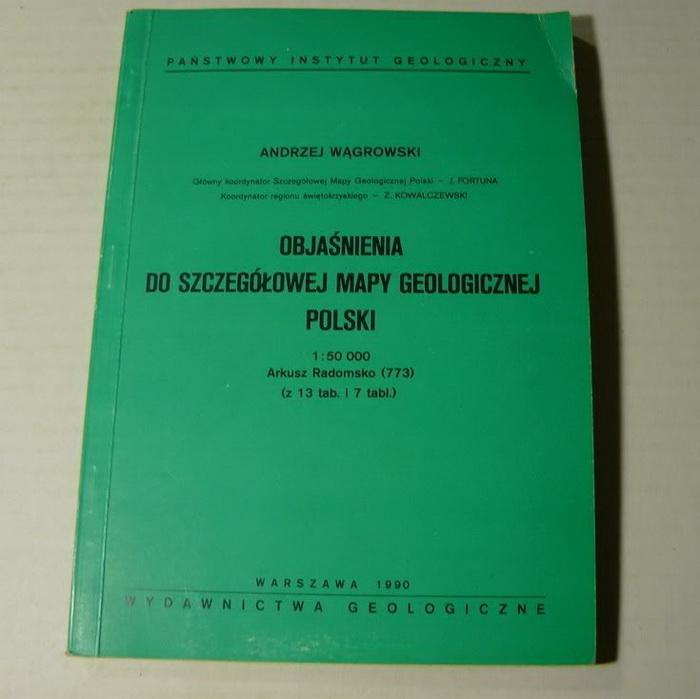 PAŃSTWOWY INSTYTUT GEOLOGICZNY
ANDRZEJ WĄGROWSKI
Główny koordynator Szczegółowej Mapy Geologicznej Polski – J. FORTUNA
Koordynator regionu świętokrzyskiego – Z. KOWALCZEWSKI
OBJAŚNIENIA
DO SZCZEGÓŁOWEJ MAPY GEOLOGICZNEJ
POLSKI
1:50 000
Arkusz Radomsko (773)
(z 13 tab. i 7 tabl.)
WARSZAWA 1990
WYDAWNICTWA GEOLOGICZNE